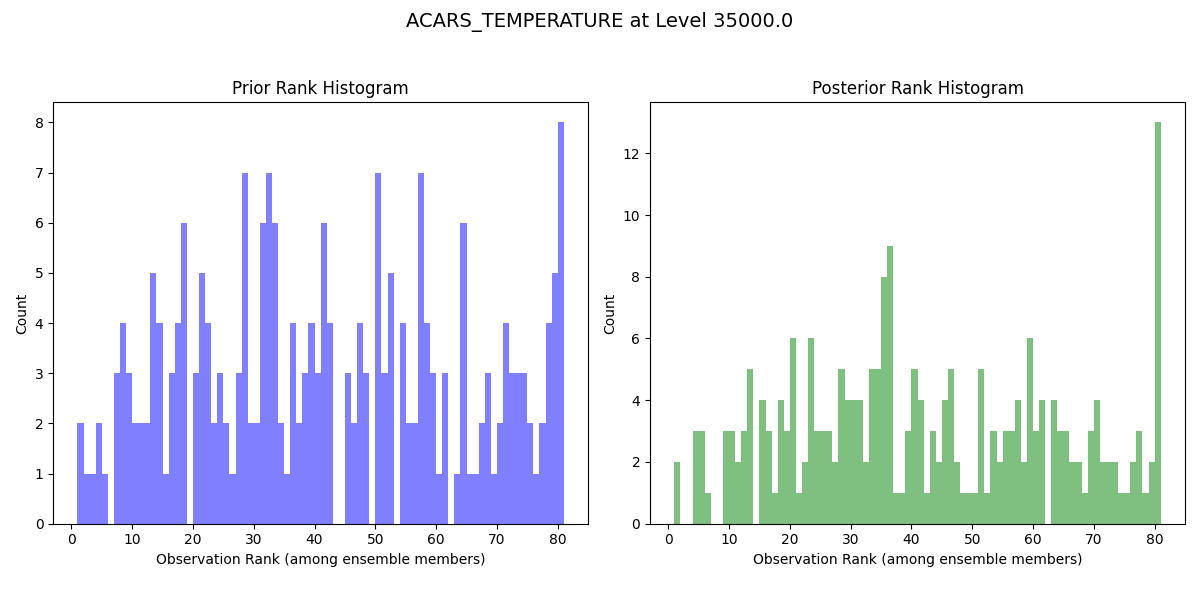 ACARS_TEMPERATURE at Level 35000.0
Prior Rank Histogram
Count
8
7
6
5
4
3
2
1
0
0 10 20 30 40 50 60 70 80
Observation Rank (among ensemble members)
Posterior Rank Histogram
Count
12
10
8
6
4
2
0
0 10 20 30 40 50 60 70 80
Observation Rank (among ensemble members)